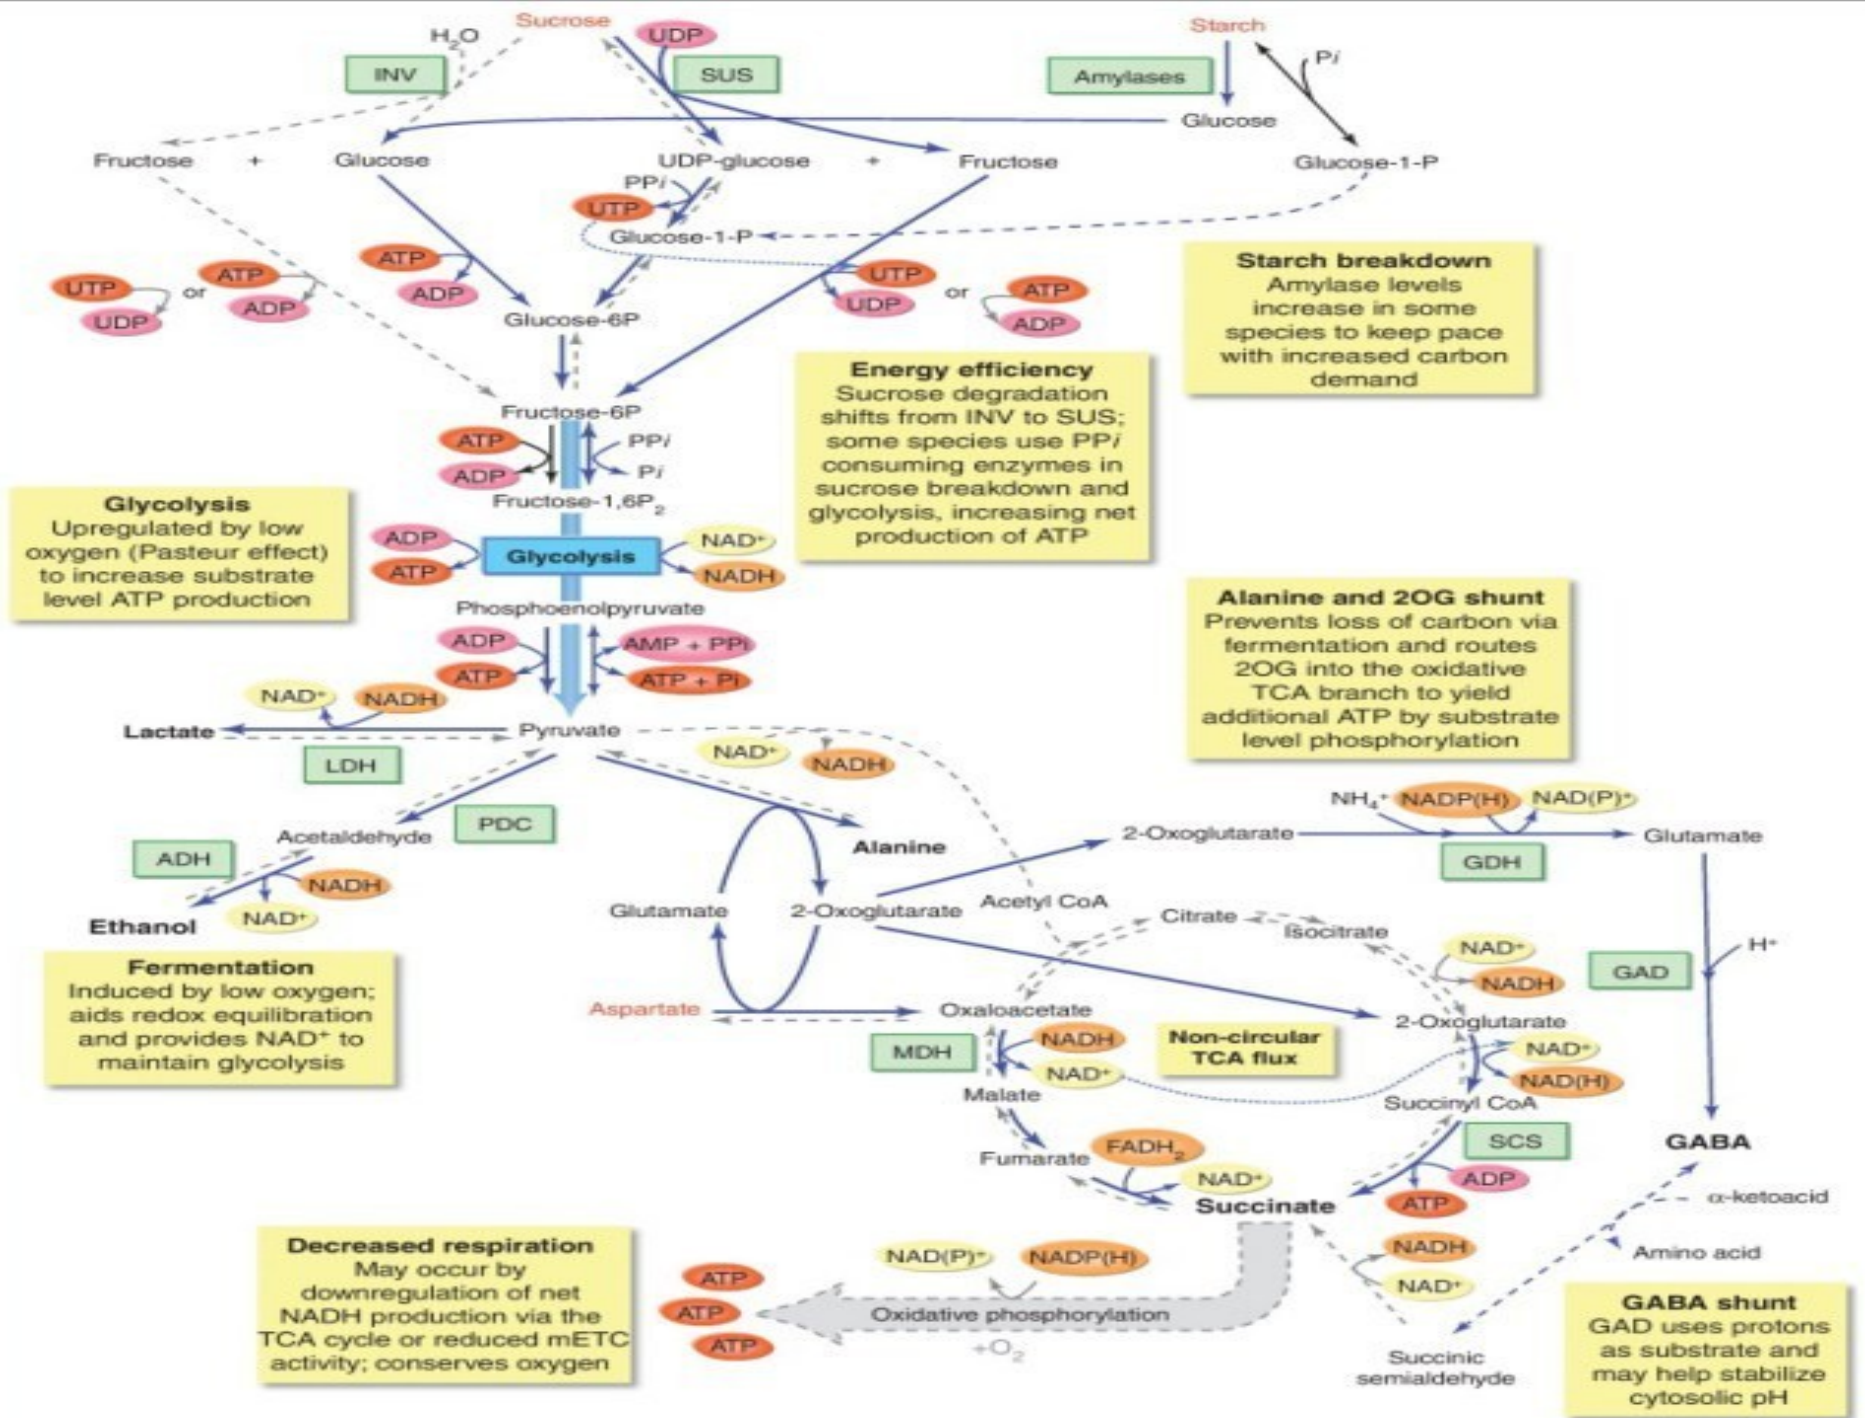 Sucrose
UDP
Starch
H2O
INV
SUS
Amylases
Pi
Glucose
Fructose
+
Glucose
UDP-glucose
+
Fructose
Glucose-1-P
PPi
UTP
Glucose-1-P
ATP
ADP
UTP
UDP
or
ATP
ADP
UTP
UDP
or
ATP
ADP
Glucose-6P
Starch breakdown
Amylase levels
increase in some
species to keep pace
with increased carbon
demand
Energy efficiency
Sucrose degradation
shifts from INV to SUS;
some species use PPi
consuming enzymes in
sucrose breakdown and
glycolysis, increasing net
production of ATP
Fructose-6P
ATP
ADP
PPi
Pi
Fructose-1,6P2
Glycolysis
Upregulated by low
oxygen (Pasteur effect)
to increase substrate
level ATP production
ADP
ATP
Glycolysis
NAD+
NADH
Phosphoenolpyruvate
ADP
ATP
AMP + PPi
ATP + Pi
Alanine and 2OG shunt
Prevents loss of carbon via
fermentation and routes
2OG into the oxidative
TCA branch to yield
additional ATP by substrate
level phosphorylation
NAD+
NADH
Lactate
Pyruvate
LDH
NAD+
NADH
PDC
Acetaldehyde
ADH
NADH
NAD+
Ethanol
Alanine
NH4+
NADP(H)
NAD(P)+
2-Oxoglutarate
Glutamate
GDH
Glutamate
2-Oxoglutarate
Acetyl CoA
Citrate
Isocitrate
NAD+
NADH
GAD
H+
Fermentation
Induced by low oxygen;
aids redox equilibration
and provides NAD+ to
maintain glycolysis
Aspartate
Oxaloacetate
2-Oxoglutarate
MDH
NADH
NAD+
Non-circular
TCA flux
NAD+
NAD(H)
Malate
Succinyl CoA
SCS
GABA
Fumarate
FADH2
NAD+
Succinate
ADP
ATP
α-ketoacid
Amino acid
NADH
NAD+
Decreased respiration
May occur by
downregulation of net
NADH production via the
TCA cycle or reduced mETC
activity; conserves oxygen
ATP
ATP
ATP
NAD(P)+
NADP(H)
Oxidative phosphorylation
+O2
Succinic
semialdehyde
GABA shunt
GAD uses protons
as substrate and
may help stabilize
cytosolic pH